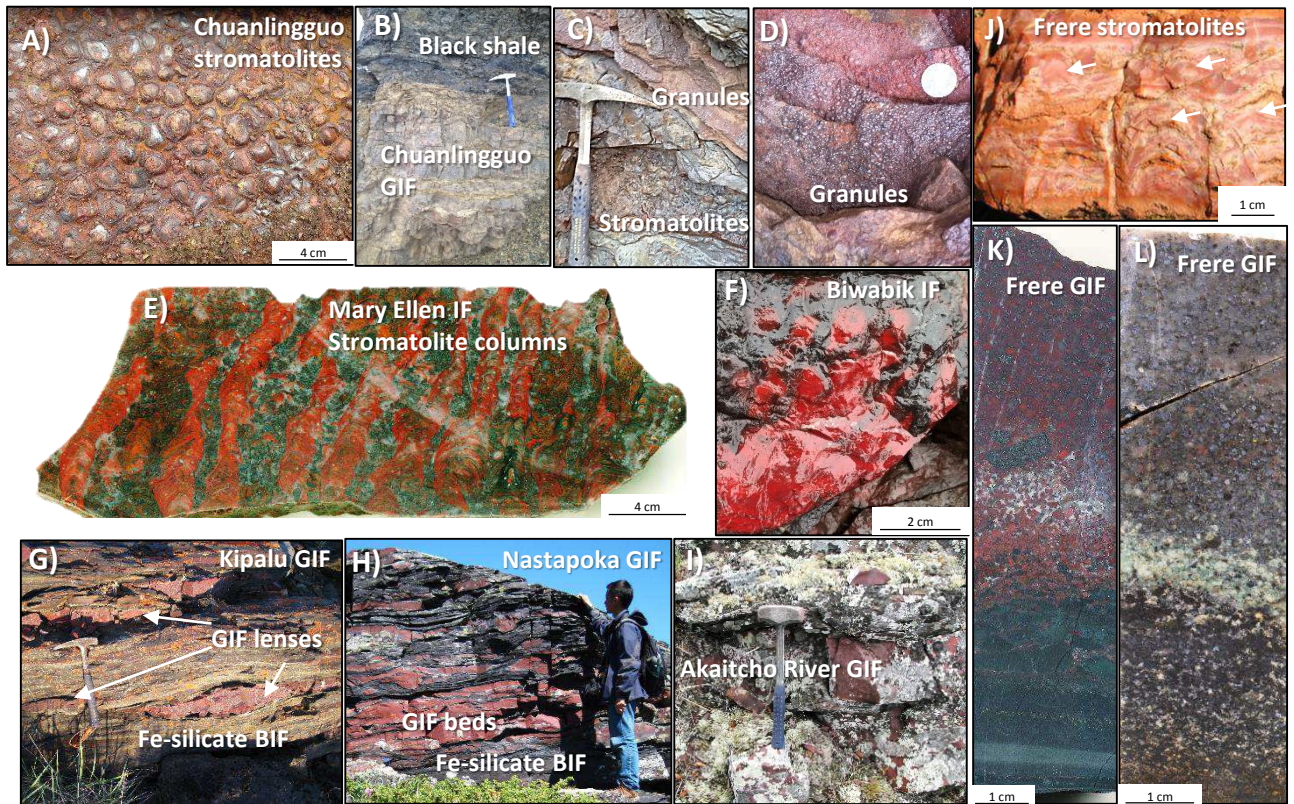 A)
Chuanlingguo
stromatolites
4 cm
B)
Black shale
Chuanlingguo
GIF
C)
Granules
Stromatolites
D)
Granules
J)
Frere stromatolites
1 cm
E)
Mary Ellen IF
Stromatolite columns
4 cm
F)
Biwabik IF
2 cm
K)
Frere GIF
1 cm
L)
Frere GIF
1 cm
G)
Kipalu GIF
GIF lenses
Fe-silicate BIF
H)
Nastapoka GIF
GIF beds
Fe-silicate BIF
I)
Akaitcho River GIF